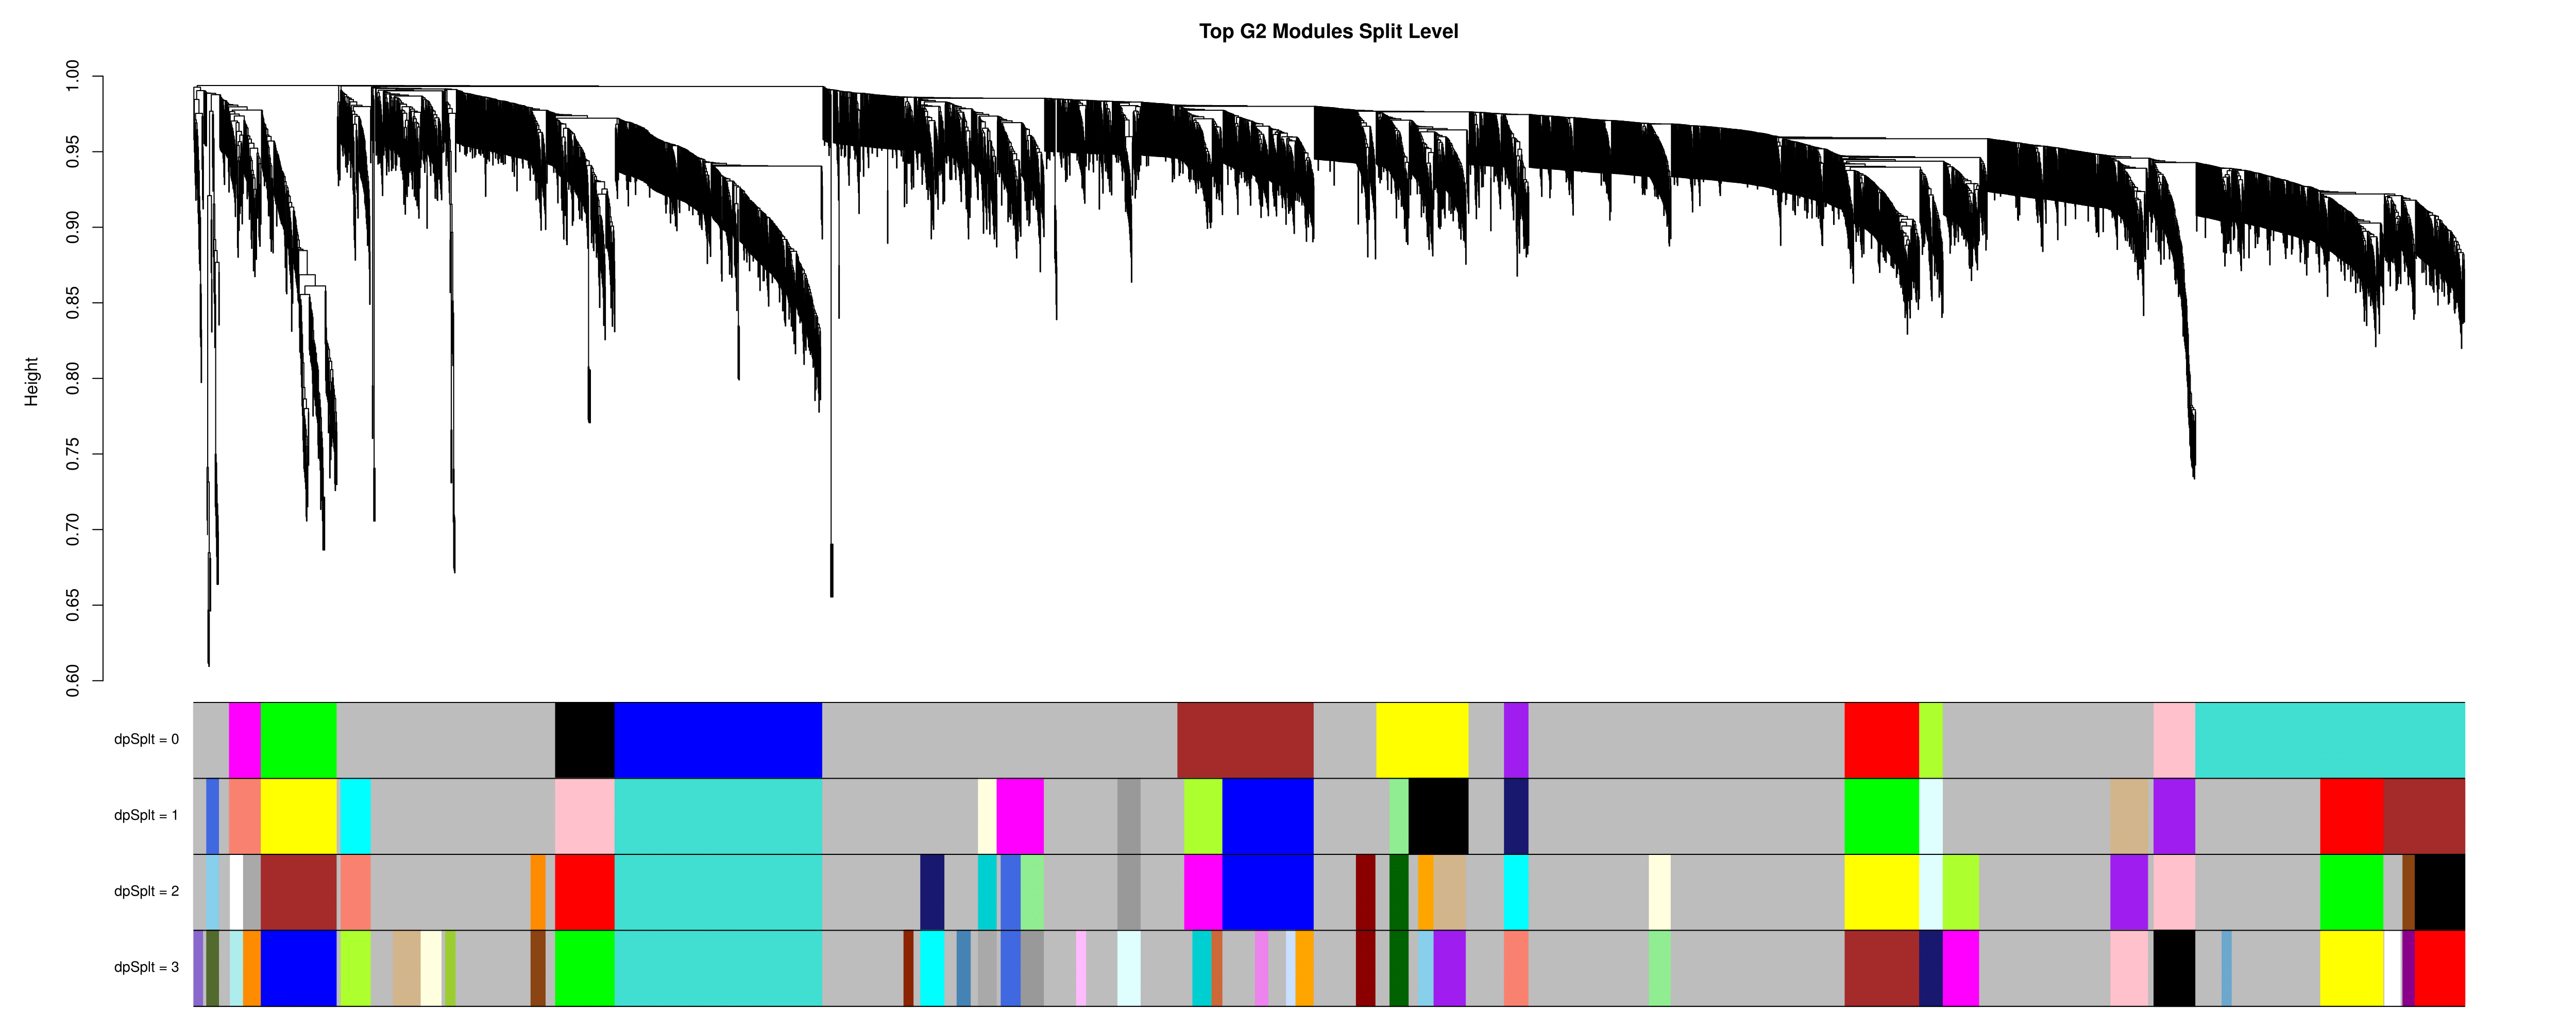 Top G2 Modules Split Level
Height
1.00
0.95
0.90
0.85
0.80
0.75
0.70
0.65
0.60
dpSplt = 0
dpSplt = 1
dpSplt = 2
dpSplt = 3